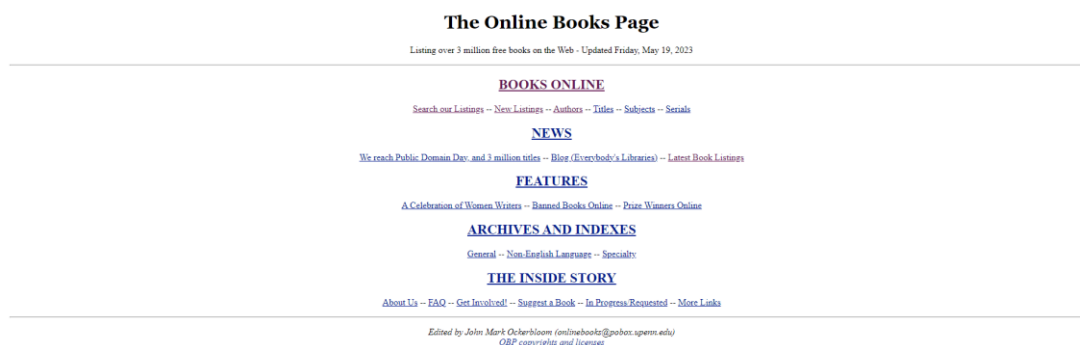 The Online Books Page
Listing over 3 million free books on the Web - Updated Friday, May 19, 2023
BOOKS ONLINE
Search our Listings -- New Listings -- Authors -- Titles -- Subjects -- Serials
NEWS
We reach Public Domain Day, and 3 million titles -- Blog (Everybody's Libraries) -- Latest Book Listings
FEATURES
A Celebration of Women Writers -- Banned Books Online -- Prize Winners Online
ARCHIVES AND INDEXES
General -- Non-English Language -- Specialty
THE INSIDE STORY
About Us -- FAQ -- Get Involved! -- Suggest a Book -- In Progress/Requested -- More Links
Edited by John Mark Ockerbloom (onlinebooks@pobox.upenn.edu)
OBP copyrights and licenses